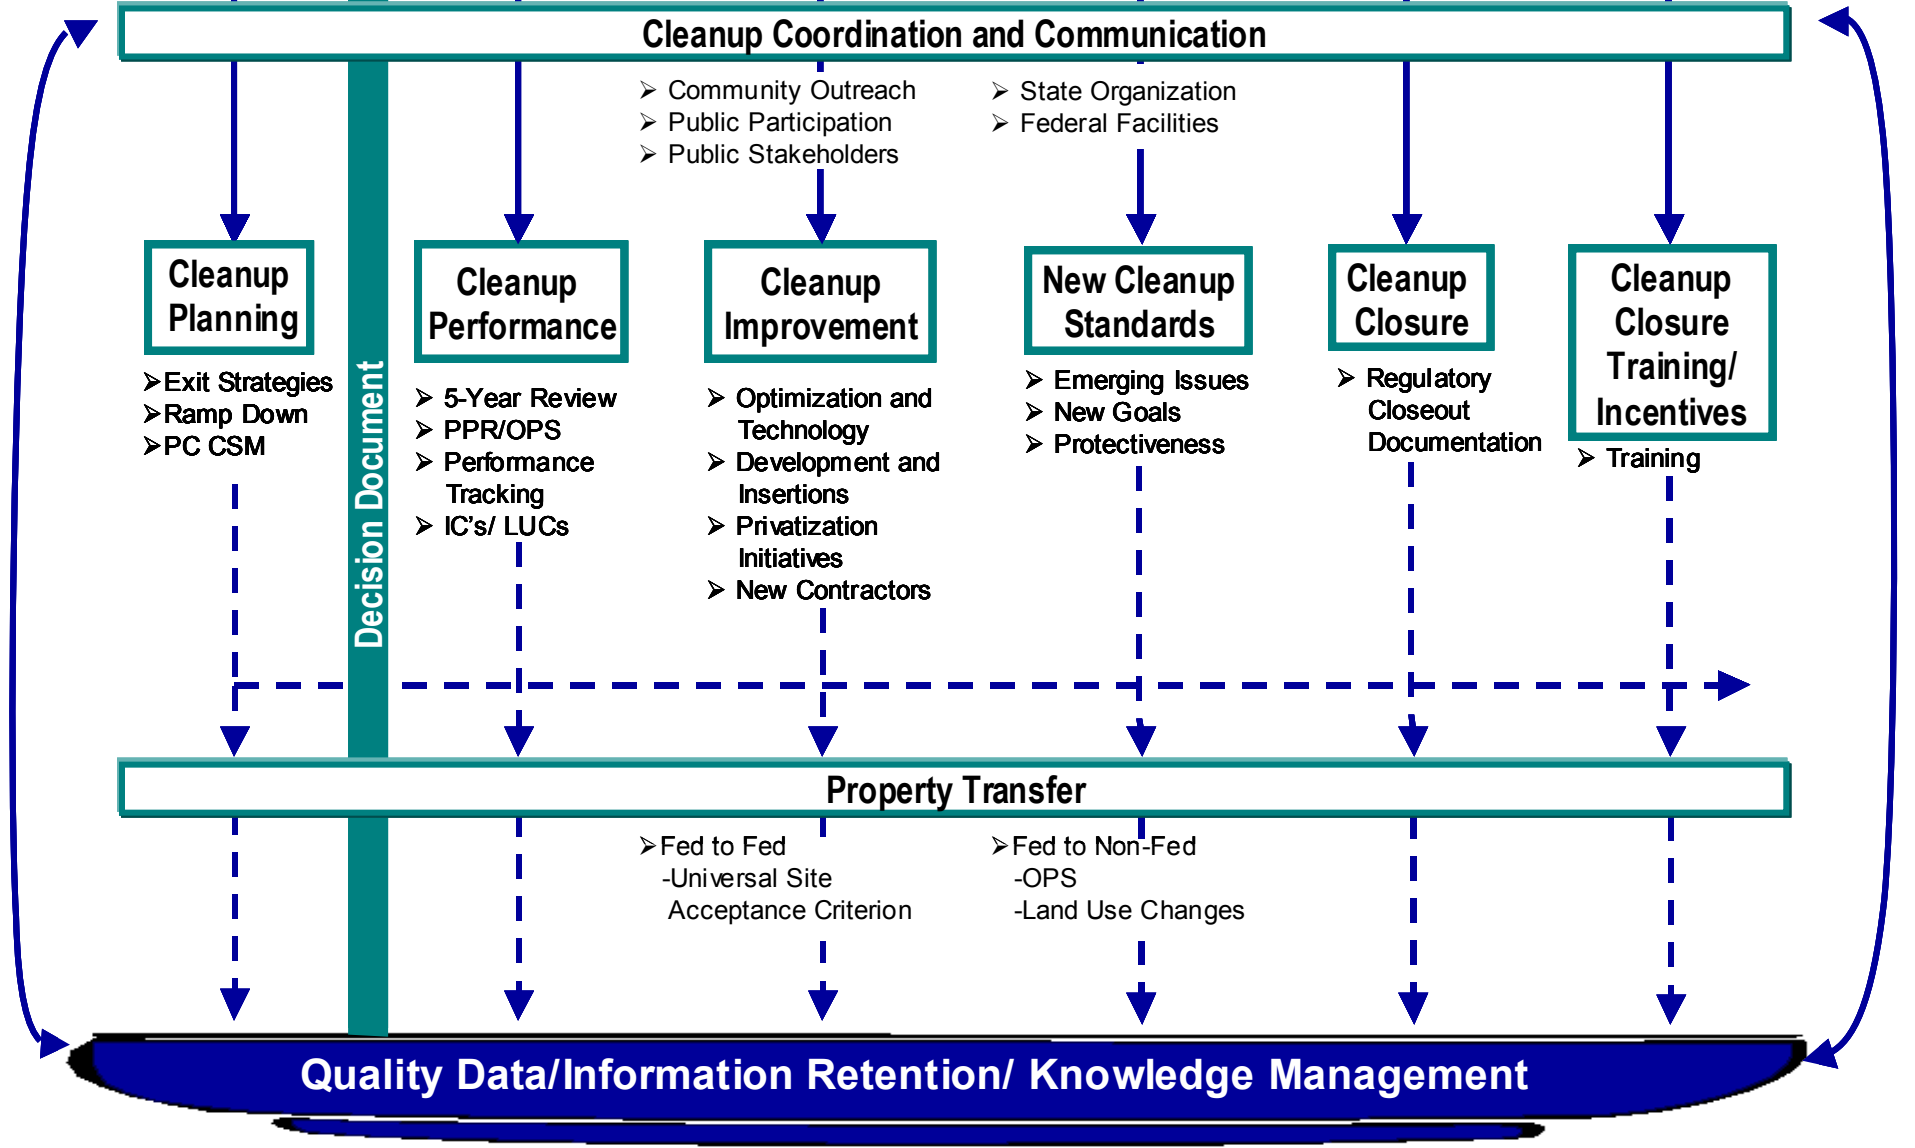 Cleanup Coordination and Communication
➢ Community Outreach
➢ Public Participation
➢ Public Stakeholders
➢ State Organization
➢ Federal Facilities
Cleanup
Planning
➢Exit Strategies
➢Ramp Down
➢PC CSM
Decision Document
Cleanup
Performance
➢ 5-Year Review
➢ PPR/OPS
➢ Performance
Tracking
➢ IC's/ LUCs
Cleanup
Improvement
➢ Optimization and
Technology
➢ Development and
Insertions
➢ Privatization
Initiatives
➢ New Contractors
New Cleanup
Standards
➢ Emerging Issues
➢ New Goals
➢ Protectiveness
Cleanup
Closure
➢ Regulatory
Closeout
Documentation
Cleanup
Closure
Training/
Incentives
➢ Training
Property Transfer
➢Fed to Fed
-Universal Site
Acceptance Criterion
➢Fed to Non-Fed
-OPS
-Land Use Changes
Quality Data/Information Retention/ Knowledge Management